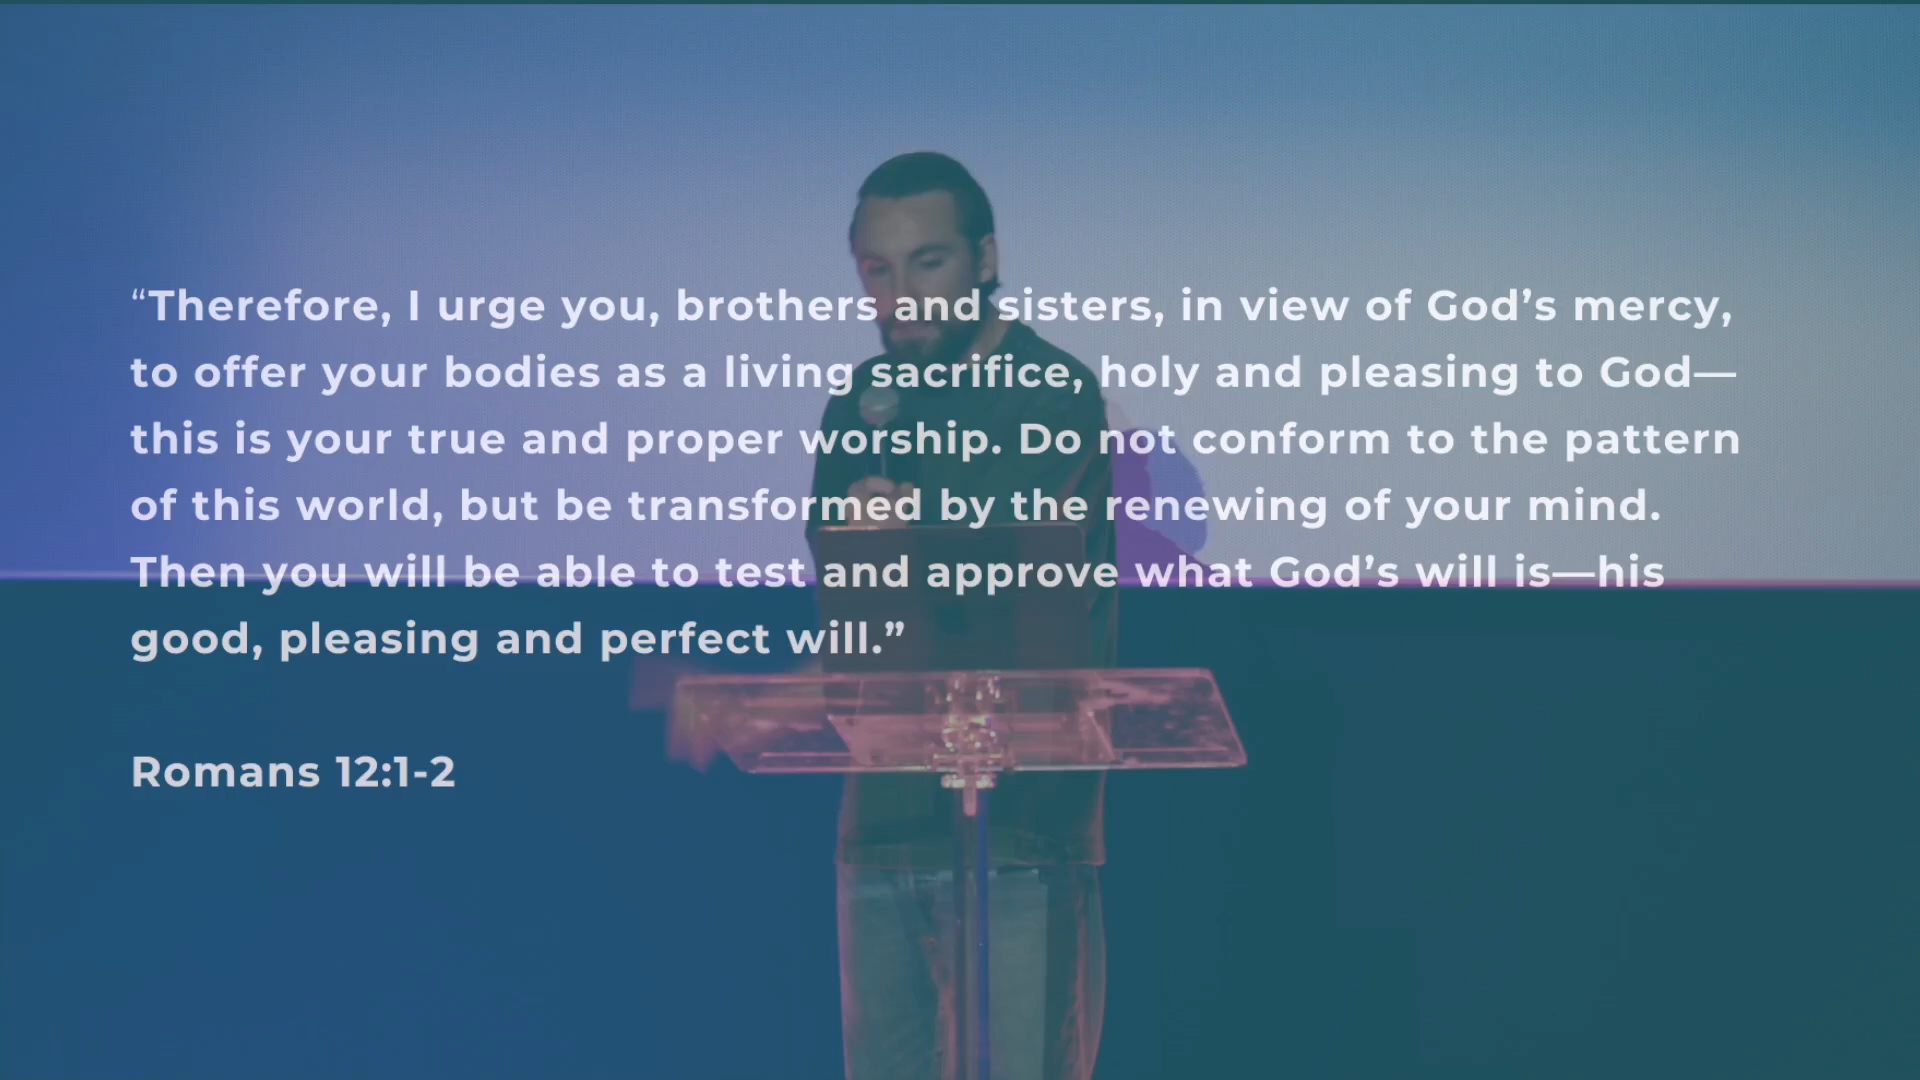 “Therefore, I urge you, brothers and sisters, in view of God’s mercy,
to offer your bodies as a living sacrifice, holy and pleasing to God—
this is your true and proper worship. Do not conform to the pattern
of this world, but be transformed by the renewing of your mind.
Then you will be able to test and approve what God’s will is—his
good, pleasing and perfect will.”
Romans 12:1-2